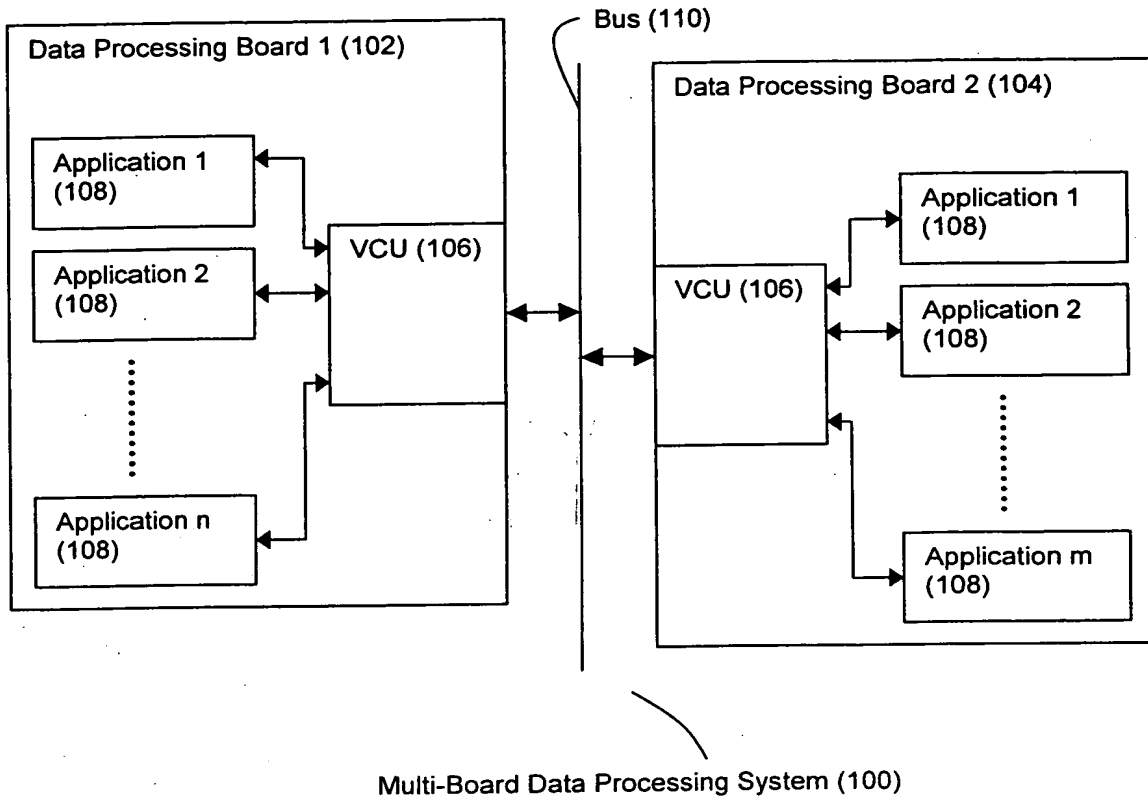 Bus (110)
Data Processing Board 1 (102)
Application 1
(108)
Application 2
(108)
Application n
(108)
VCU (106)
Data Processing Board 2 (104)
VCU (106)
Application 1
(108)
Application 2
(108)
Application m
(108)
Multi-Board Data Processing System (100)